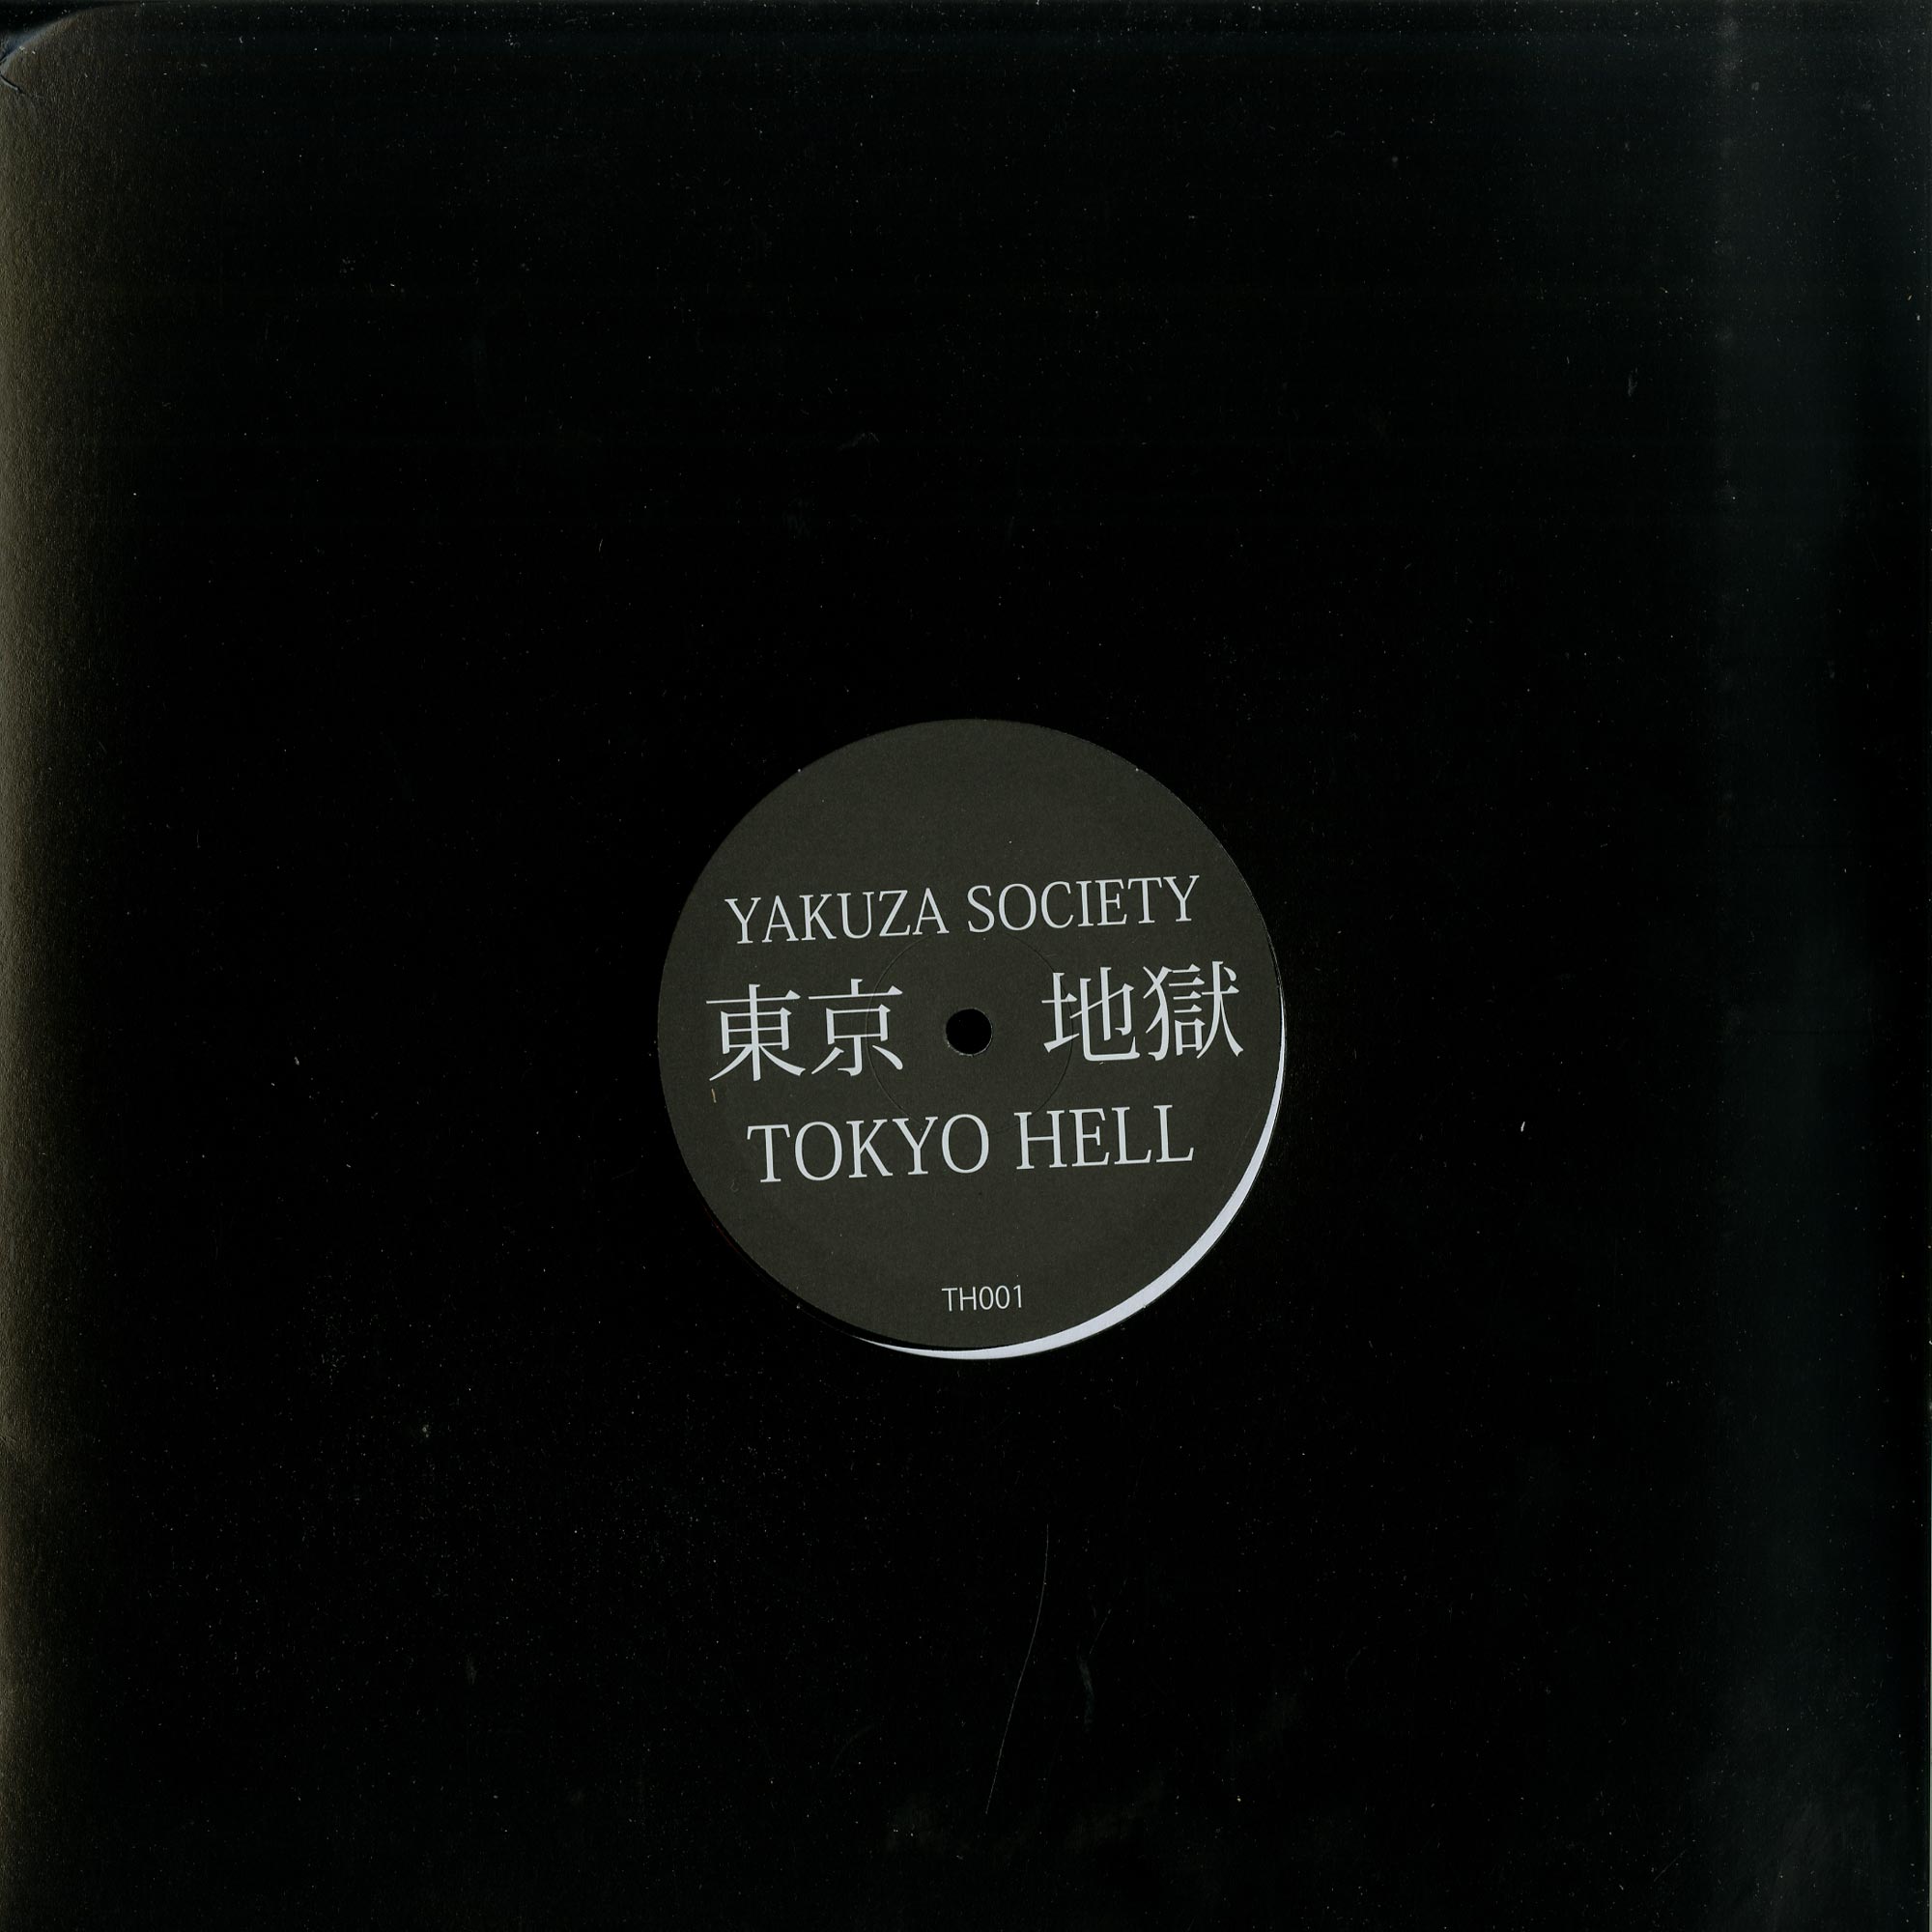 YAKUZA SOCIETY
東京 地獄
TOKYO HELL
TH001